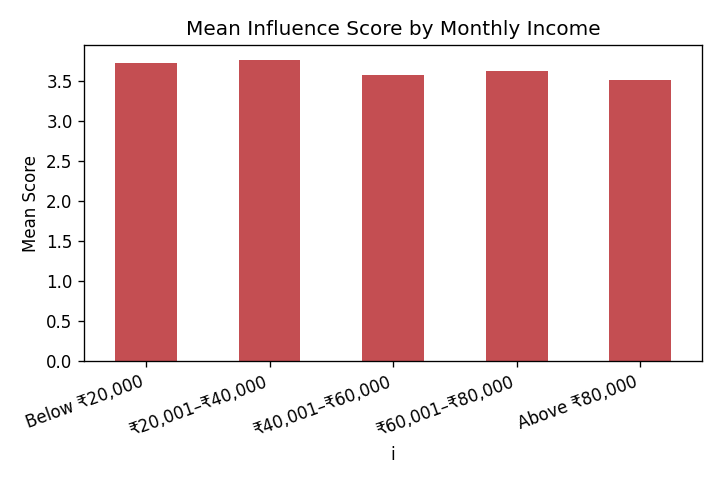 Mean Influence Score by Monthly Income
Mean Score
3.5
3.0
2.5
2.0
1.5
1.0
0.5
0.0
Below ₹20,000
₹20,001–₹40,000
₹40,001–₹60,000
₹60,001–₹80,000
Above ₹80,000
i